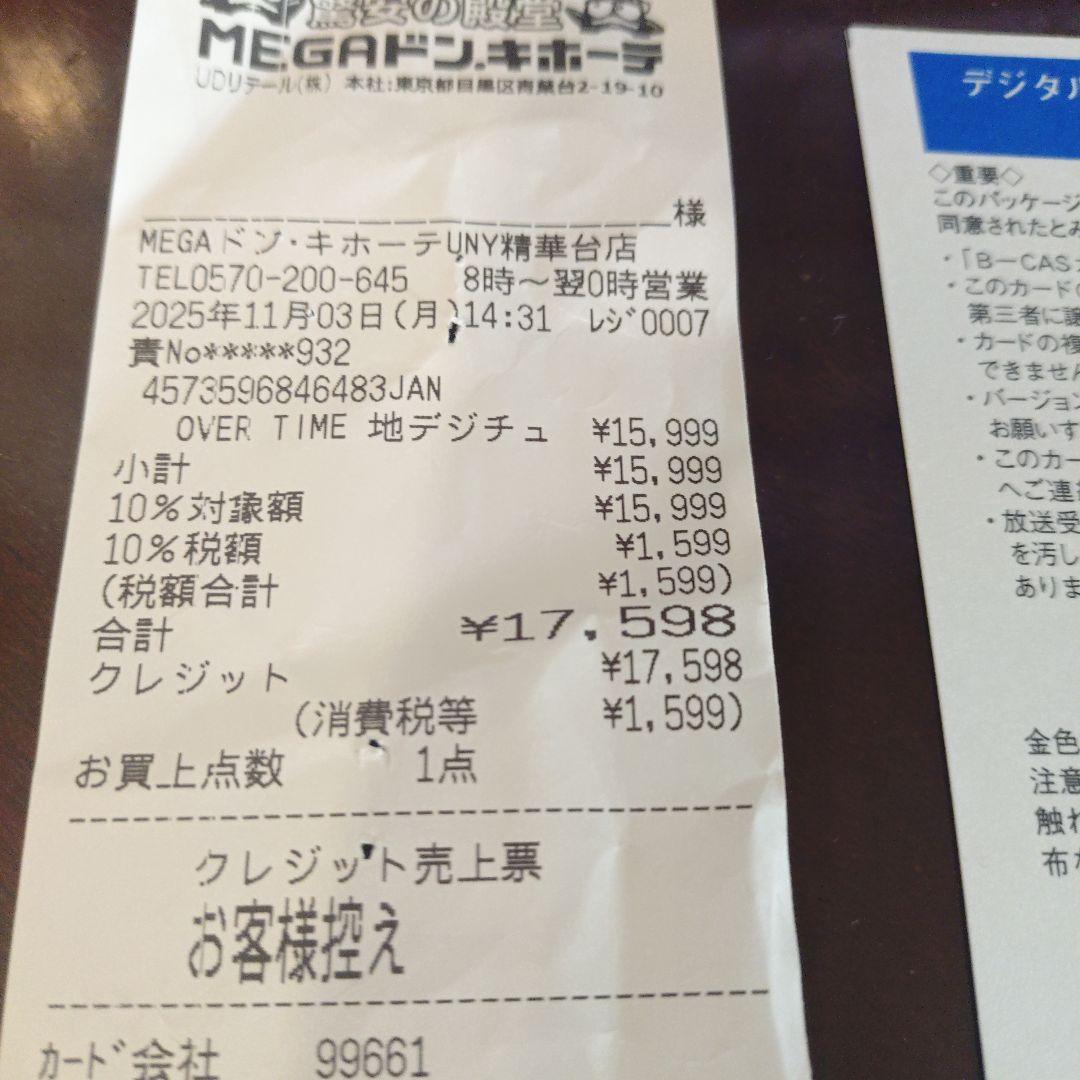 驚安の殿堂
MEGAドン.キホーテ
UDリテール(株) 本社:東京都目黒区青葉台2-19-10
様
MEGAドン・キホーテUNY精華台店
TEL0570-200-645 8時～翌0時営業
2025年11月03日(月)14:31 ﾚｼﾞ0007
責No*****932
4573596846483JAN
OVER TIME 地デジチュ ¥15,999
小計 ¥15,999
10%対象額 ¥15,999
10%税額 ¥1,599
(税額合計 ¥1,599)
合計 ¥17,598
クレジット ¥17,598
(消費税等 ¥1,599)
お買上点数 1点
クレジット売上票
お客様控え
ｶｰﾄﾞ会社 99661
デジタル
◇重要◇
このパッケージ
同意されたとみ
・「B－CAS
・このカードの
第三者に譲
・カードの複
できません
・バージョン
お願いす
・このカー
へご連
・放送受
を汚し
ありま
金色
注意
触れ
布な